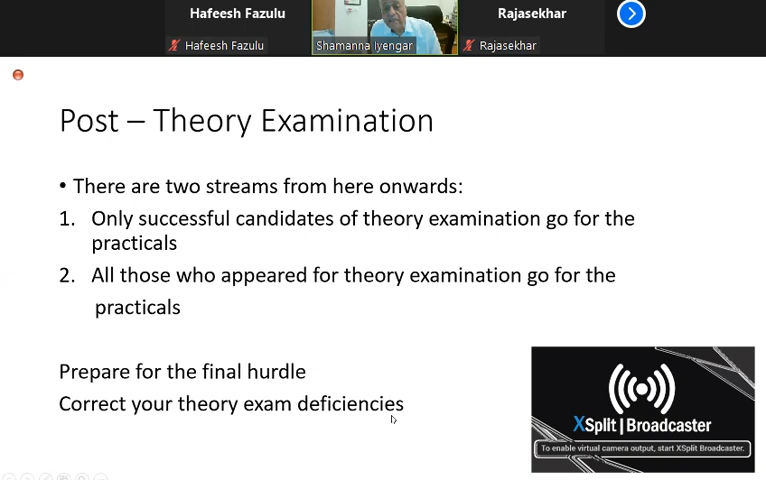 Hafeesh Fazulu
Rajasekhar
Hafeesh Fazulu
Shamanna Iyengar
Rajasekhar
Post – Theory Examination
• There are two streams from here onwards:
1. Only successful candidates of theory examination go for the
practicals
2. All those who appeared for theory examination go for the
practicals
Prepare for the final hurdle
Correct your theory exam deficiencies
XSplit | Broadcaster
To enable virtual camera output, start XSplit Broadcaster.